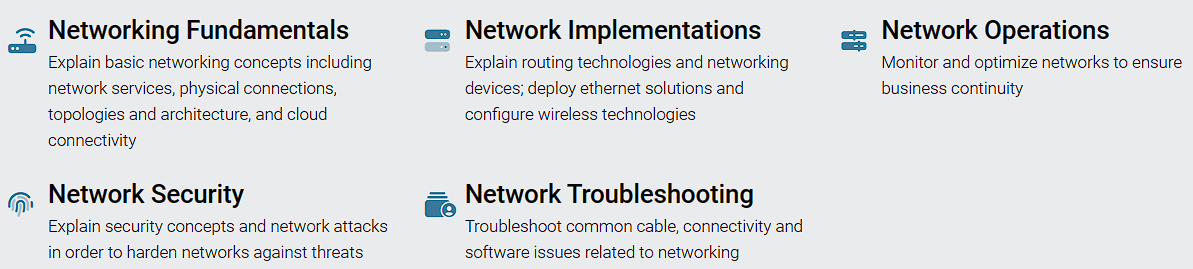 Networking Fundamentals
Explain basic networking concepts including
network services, physical connections,
topologies and architecture, and cloud
connectivity
Network Implementations
Explain routing technologies and networking
devices; deploy ethernet solutions and
configure wireless technologies
Network Operations
Monitor and optimize networks to ensure
business continuity
Network Security
Explain security concepts and network attacks
in order to harden networks against threats
Network Troubleshooting
Troubleshoot common cable, connectivity and
software issues related to networking